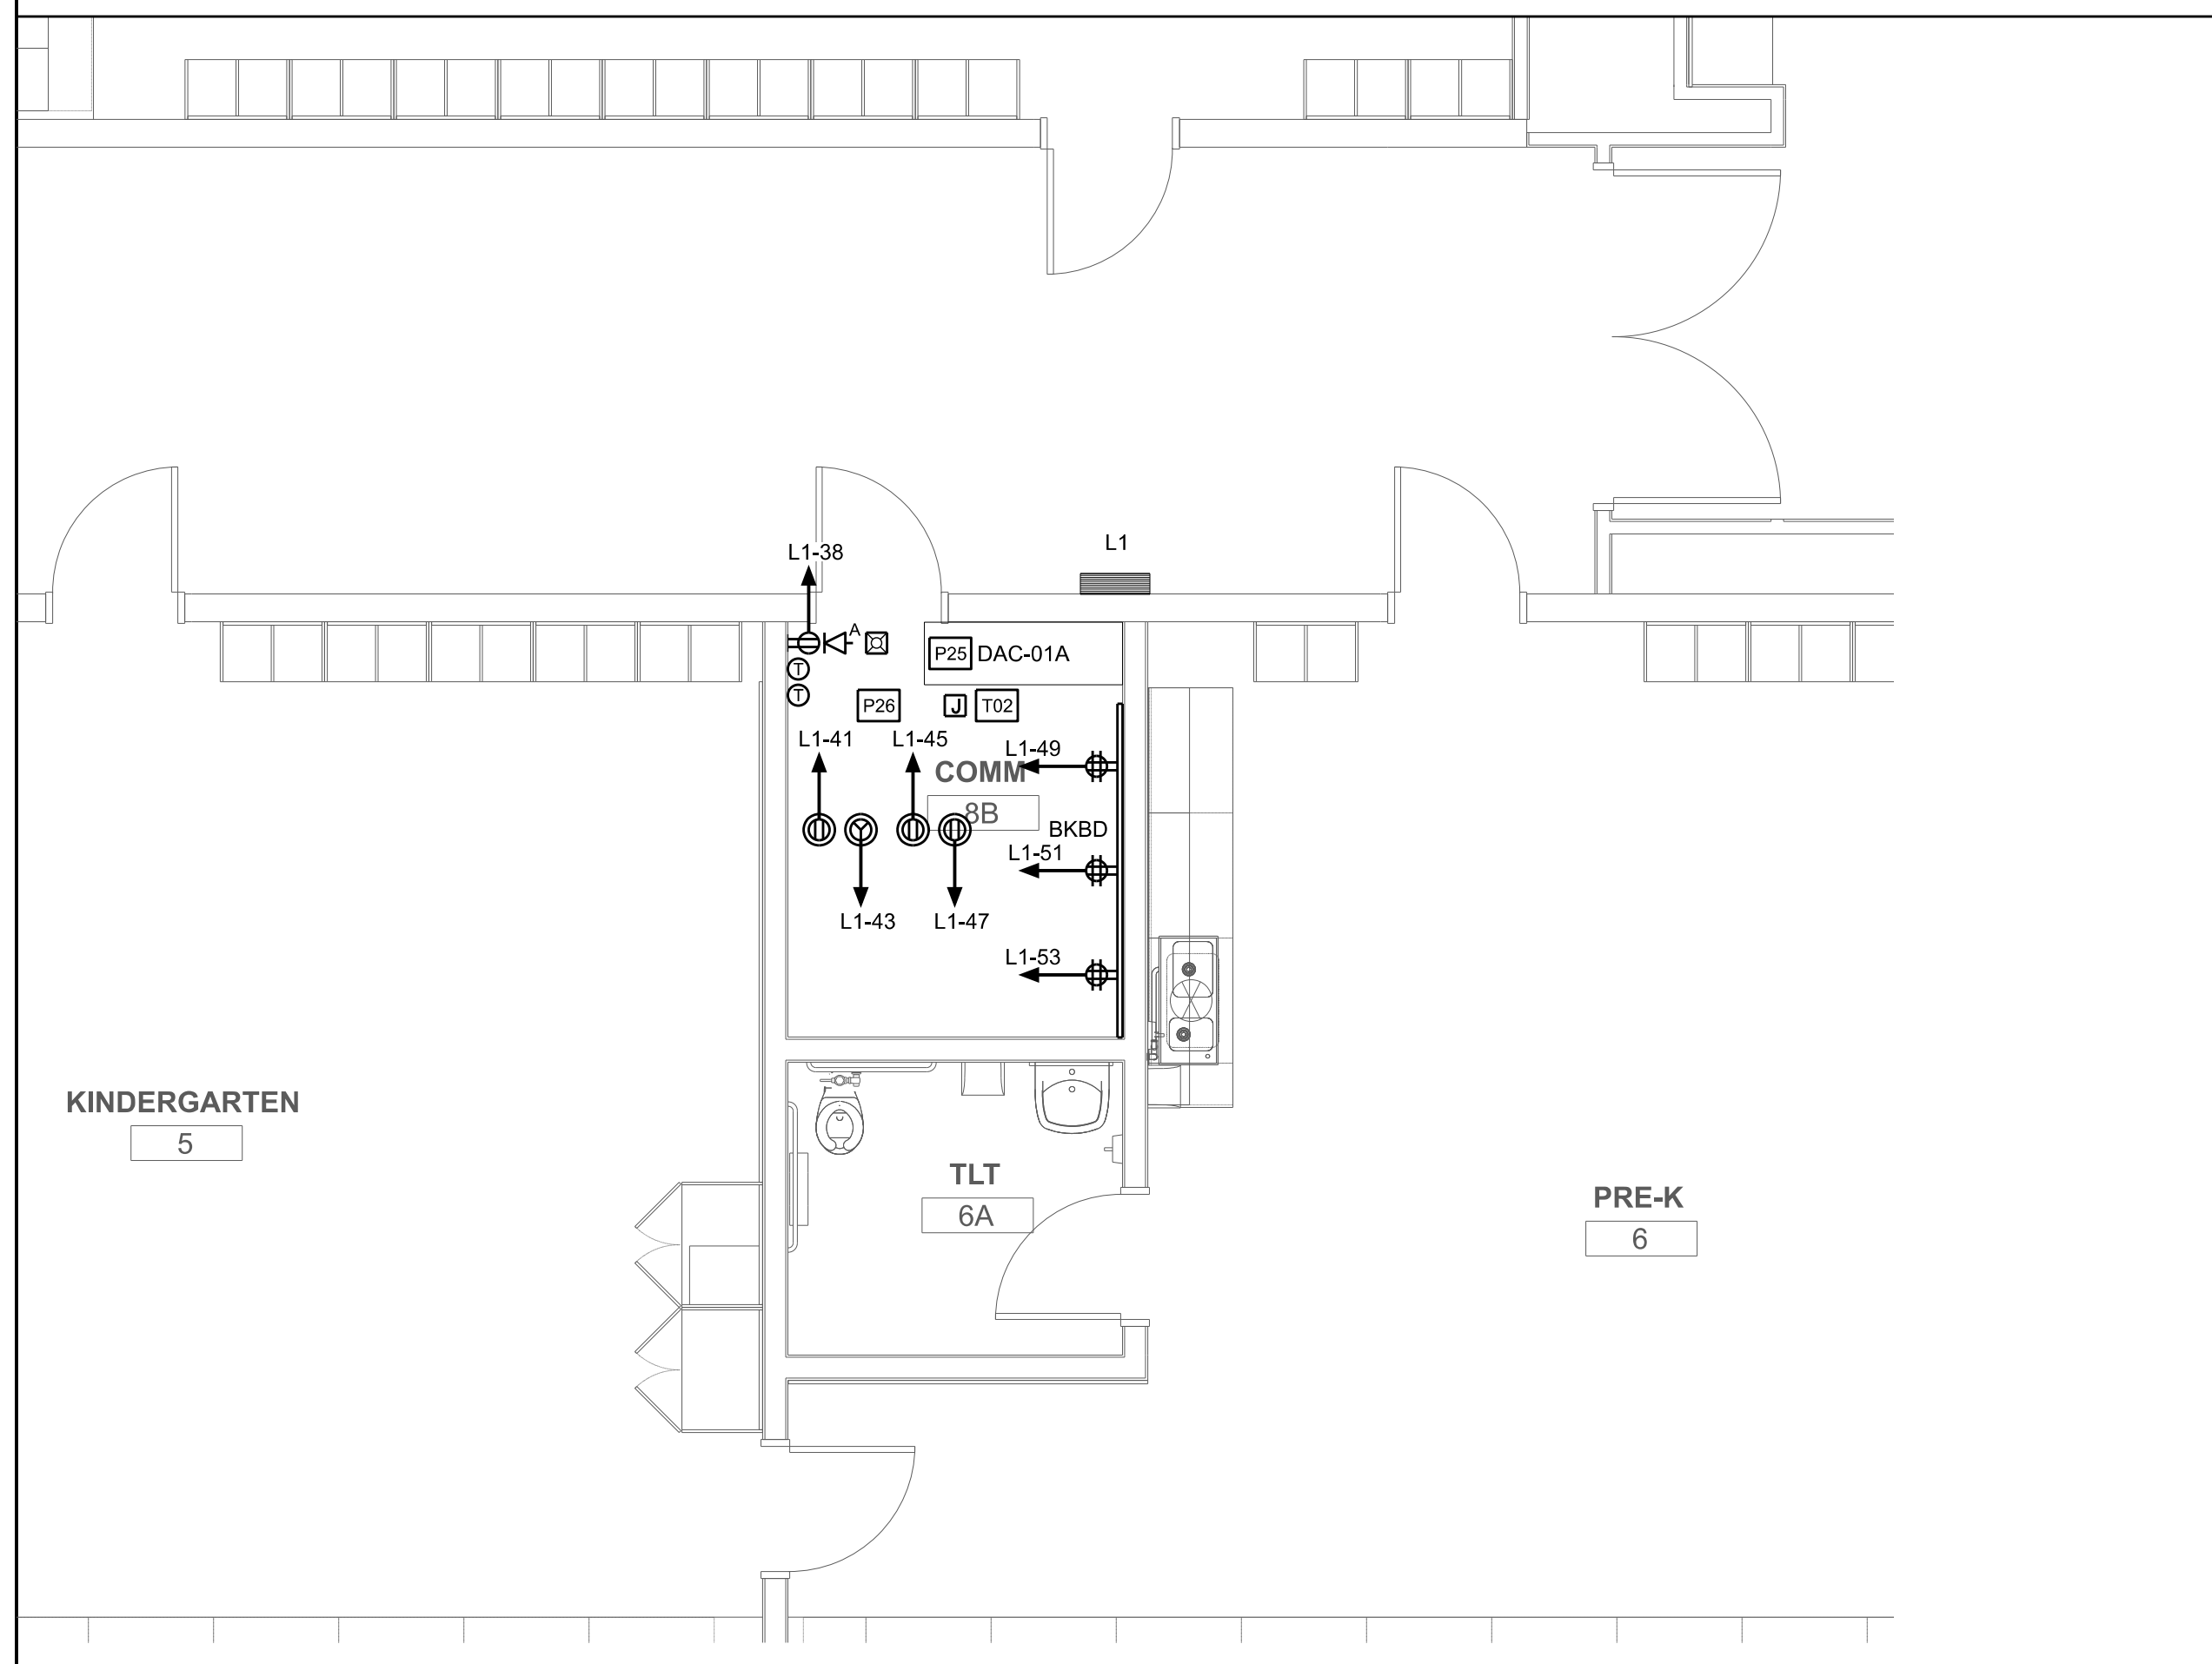 L1
L1-38
A
P25 DAC-01A
T
T
P26
J
T02
L1-41
L1-45
L1-49
COMM
8B
BKBD
L1-51
L1-43
L1-47
L1-53
KINDERGARTEN
5
TLT
6A
PRE-K
6